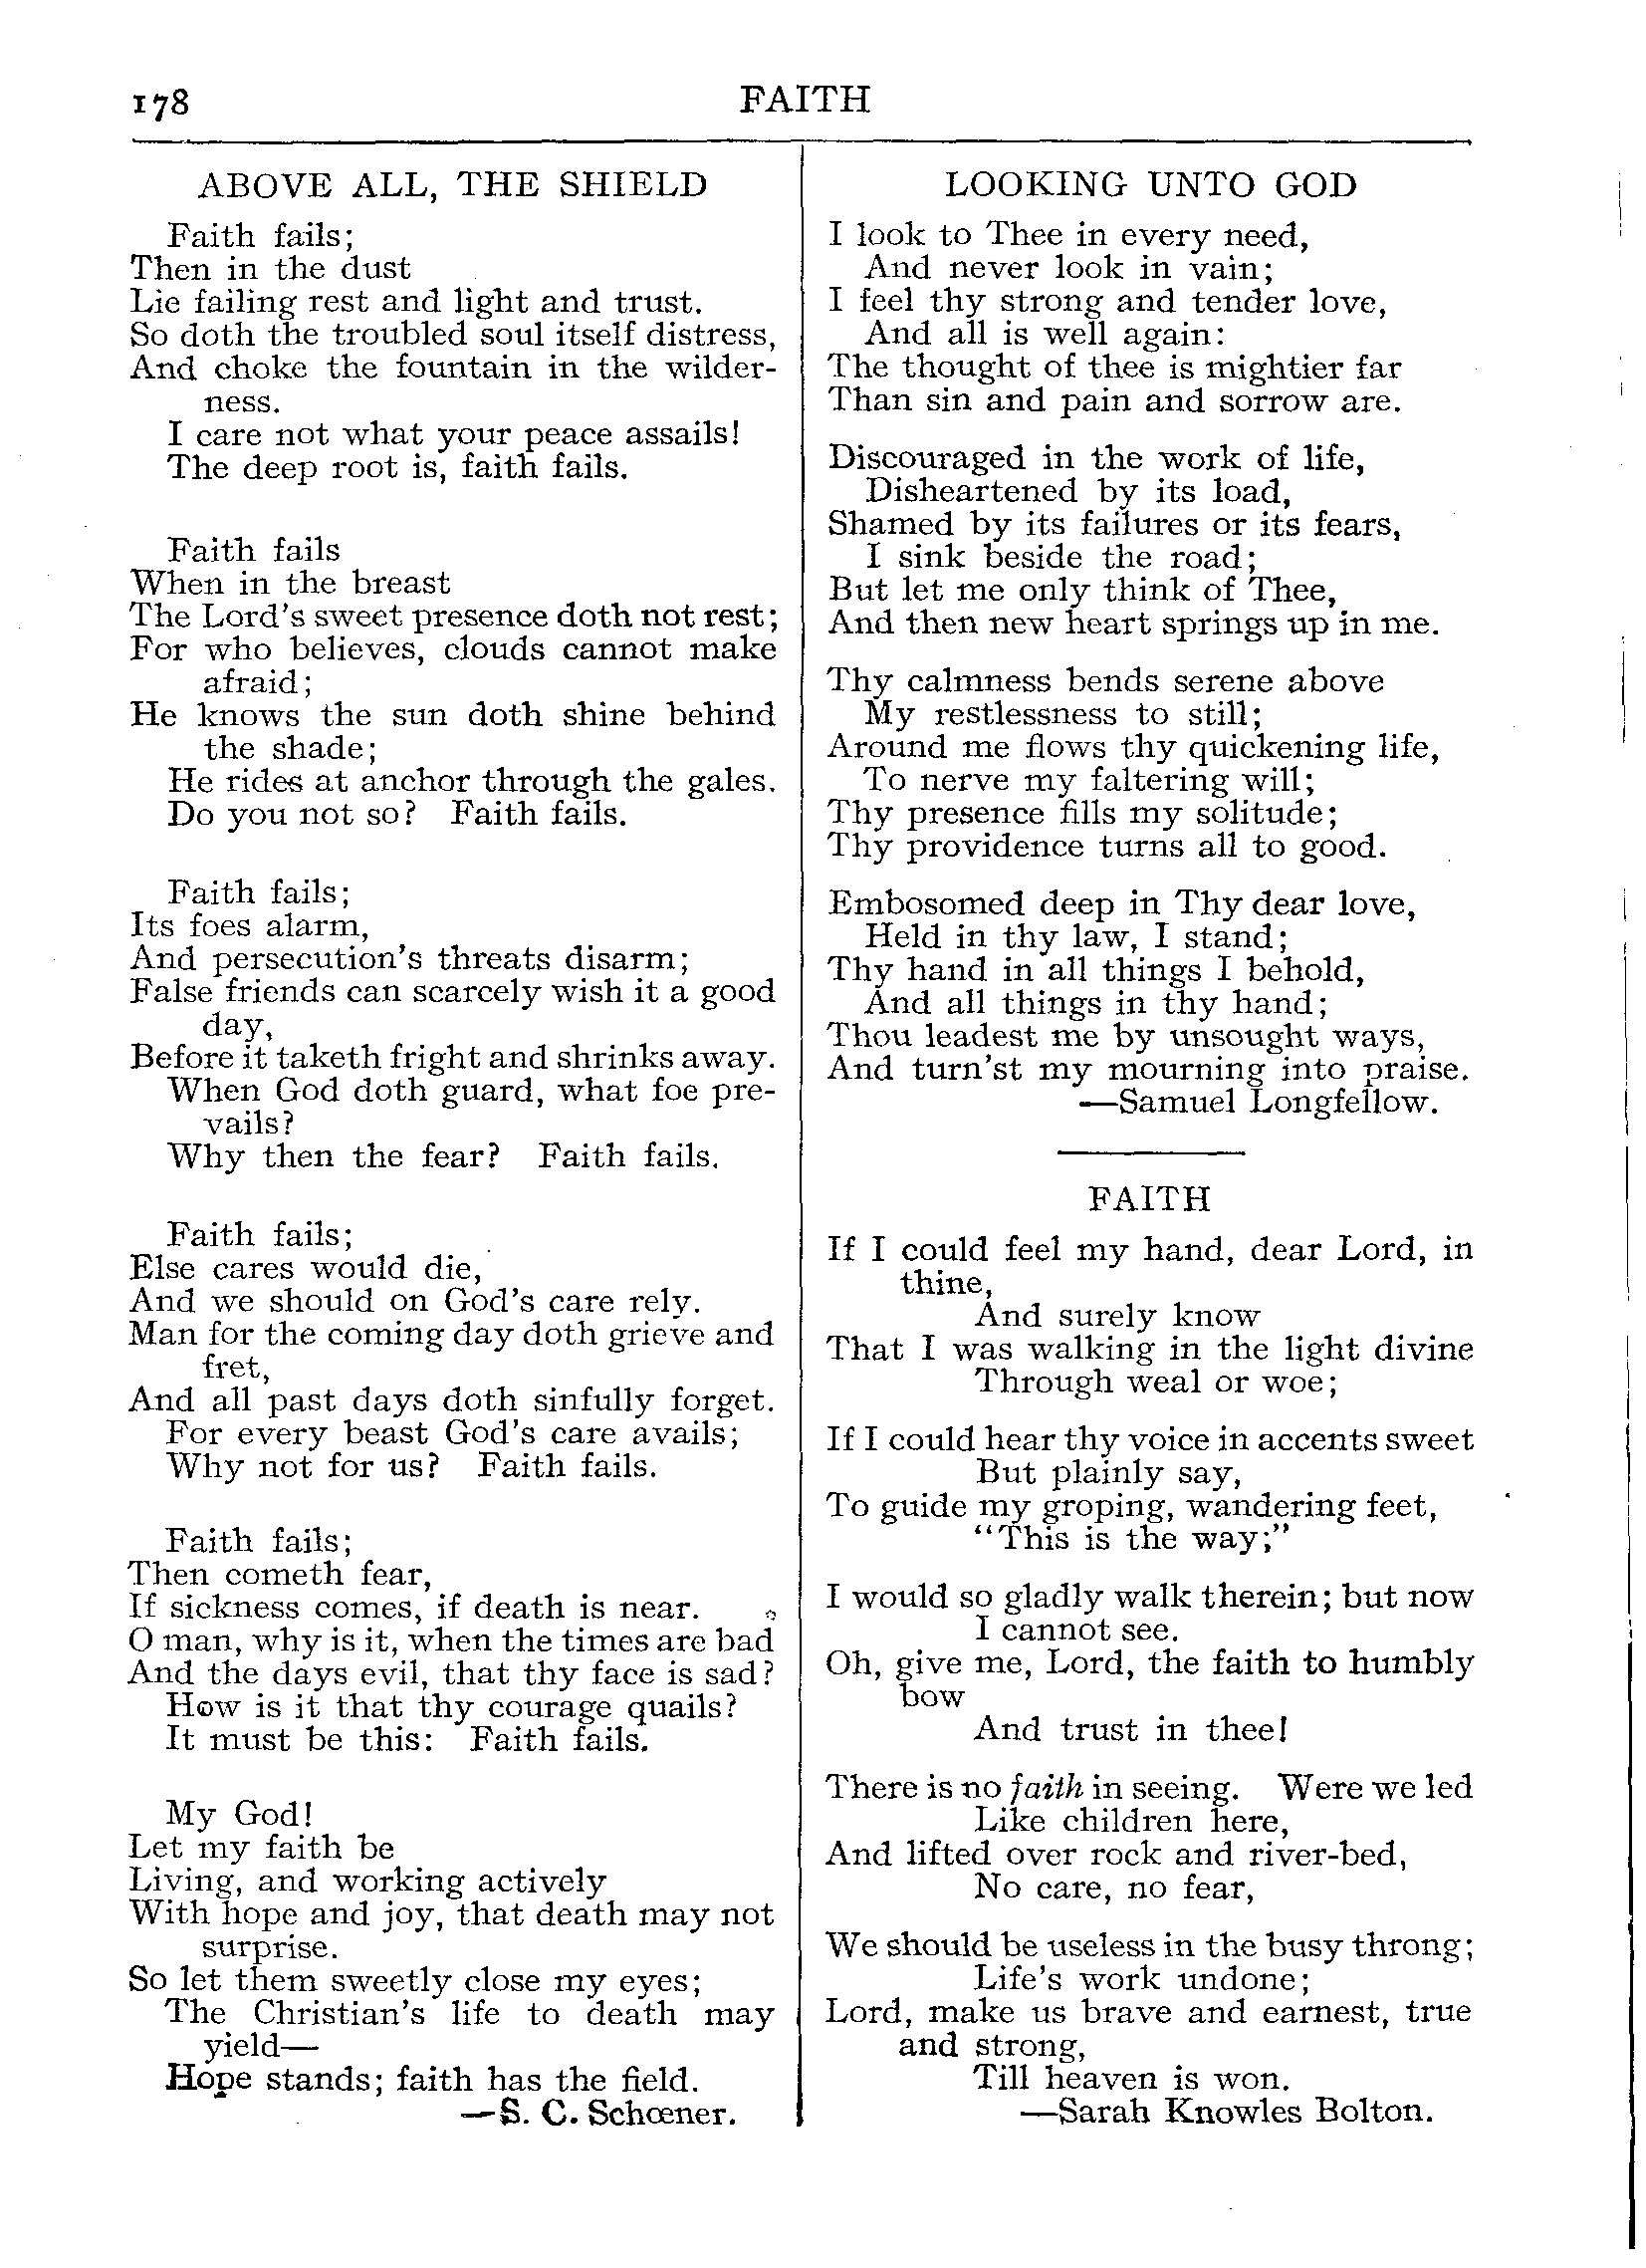 178
FAITH
ABOVE ALL, THE SHIELD
Faith fails;
Then in the dust
Lie failing rest and light and trust.
So doth the troubled soul itself distress,
And choke the fountain in the wilder-
ness.
I care not what your peace assails!
The deep root is, faith fails.
Faith fails
When in the breast
The Lord's sweet presence doth not rest;
For who believes, clouds cannot make
afraid;
He knows the sun doth shine behind
the shade;
He rides at anchor through the gales.
Do you not so? Faith fails.
Faith fails;
Its foes alarm,
And persecution's threats disarm;
False friends can scarcely wish it a good
day,
Before it taketh fright and shrinks away.
When God doth guard, what foe pre-
vails?
Why then the fear? Faith fails.
Faith fails;
Else cares would die,
And we should on God's care rely.
Man for the coming day doth grieve and
fret,
And all past days doth sinfully forget.
For every beast God's care avails;
Why not for us? Faith fails.
Faith fails;
Then cometh fear,
If sickness comes, if death is near.
O man, why is it, when the times are bad
And the days evil, that thy face is sad?
How is it that thy courage quails?
It must be this: Faith fails.
My God!
Let my faith be
Living, and working actively
With hope and joy, that death may not
surprise.
So let them sweetly close my eyes;
The Christian's life to death may
yield—
Hope stands; faith has the field.
—S. C. Schœner.
LOOKING UNTO GOD
I look to Thee in every need,
And never look in vain;
I feel thy strong and tender love,
And all is well again:
The thought of thee is mightier far
Than sin and pain and sorrow are.
Discouraged in the work of life,
Disheartened by its load,
Shamed by its failures or its fears,
I sink beside the road;
But let me only think of Thee,
And then new heart springs up in me.
Thy calmness bends serene above
My restlessness to still;
Around me flows thy quickening life,
To nerve my faltering will;
Thy presence fills my solitude;
Thy providence turns all to good.
Embosomed deep in Thy dear love,
Held in thy law, I stand;
Thy hand in all things I behold,
And all things in thy hand;
Thou leadest me by unsought ways,
And turn'st my mourning into praise.
—Samuel Longfellow.
FAITH
If I could feel my hand, dear Lord, in
thine,
And surely know
That I was walking in the light divine
Through weal or woe;
If I could hear thy voice in accents sweet
But plainly say,
To guide my groping, wandering feet,
"This is the way;"
I would so gladly walk therein; but now
I cannot see.
Oh, give me, Lord, the faith to humbly
bow
And trust in thee!
There is no faith in seeing. Were we led
Like children here,
And lifted over rock and river-bed,
No care, no fear,
We should be useless in the busy throng;
Life's work undone;
Lord, make us brave and earnest, true
and strong,
Till heaven is won.
—Sarah Knowles Bolton.